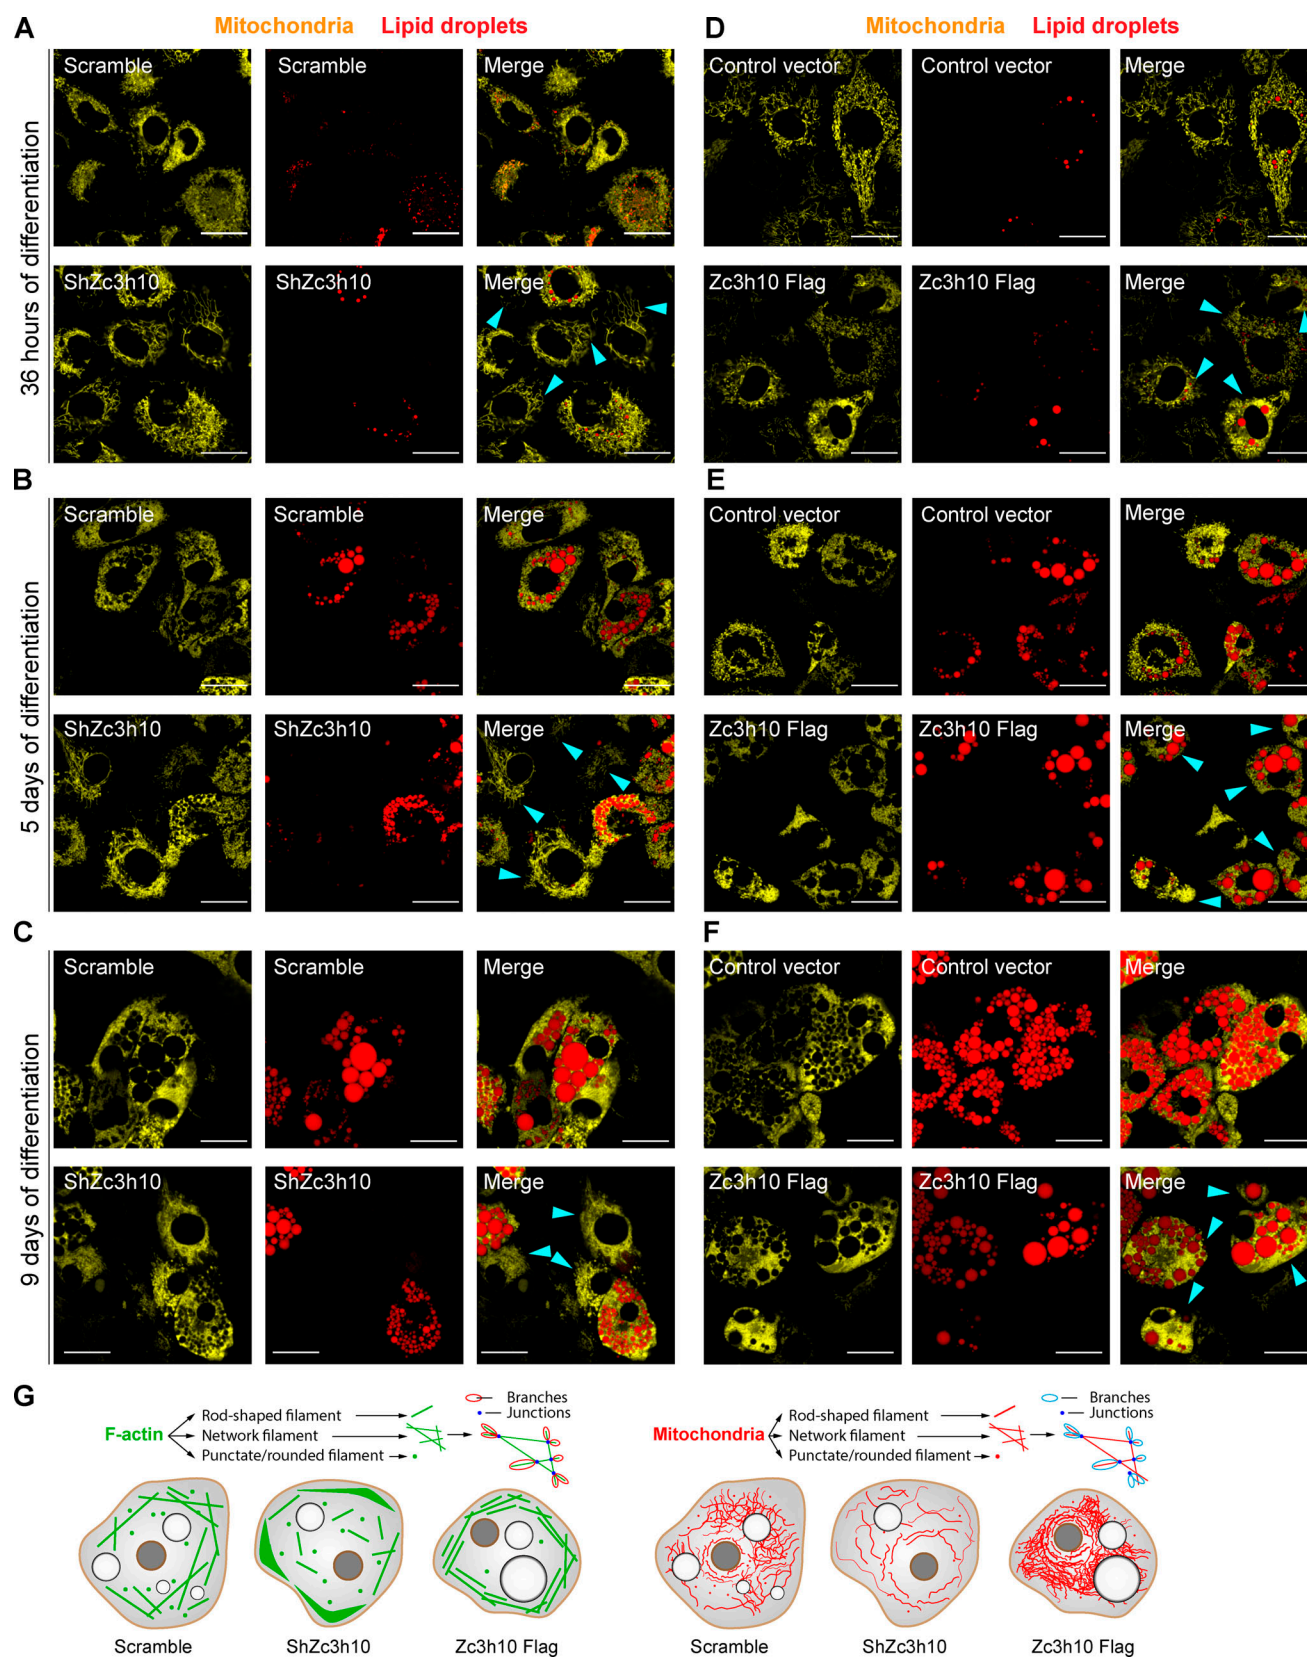 A
Mitochondria Lipid droplets
36 hours of differentiation
Scramble
Scramble
Merge
ShZc3h10
ShZc3h10
Merge
B
5 days of differentiation
Scramble
Scramble
Merge
ShZc3h10
ShZc3h10
Merge
C
9 days of differentiation
Scramble
Scramble
Merge
ShZc3h10
ShZc3h10
Merge
D
Mitochondria Lipid droplets
Control vector
Control vector
Merge
Zc3h10 Flag
Zc3h10 Flag
Merge
E
Control vector
Control vector
Merge
Zc3h10 Flag
Zc3h10 Flag
Merge
F
Control vector
Control vector
Merge
Zc3h10 Flag
Zc3h10 Flag
Merge
G
F-actin
Rod-shaped filament
Network filament
Punctate/rounded filament
Branches
Junctions
Scramble
ShZc3h10
Zc3h10 Flag
Mitochondria
Rod-shaped filament
Network filament
Punctate/rounded filament
Branches
Junctions
Scramble
ShZc3h10
Zc3h10 Flag